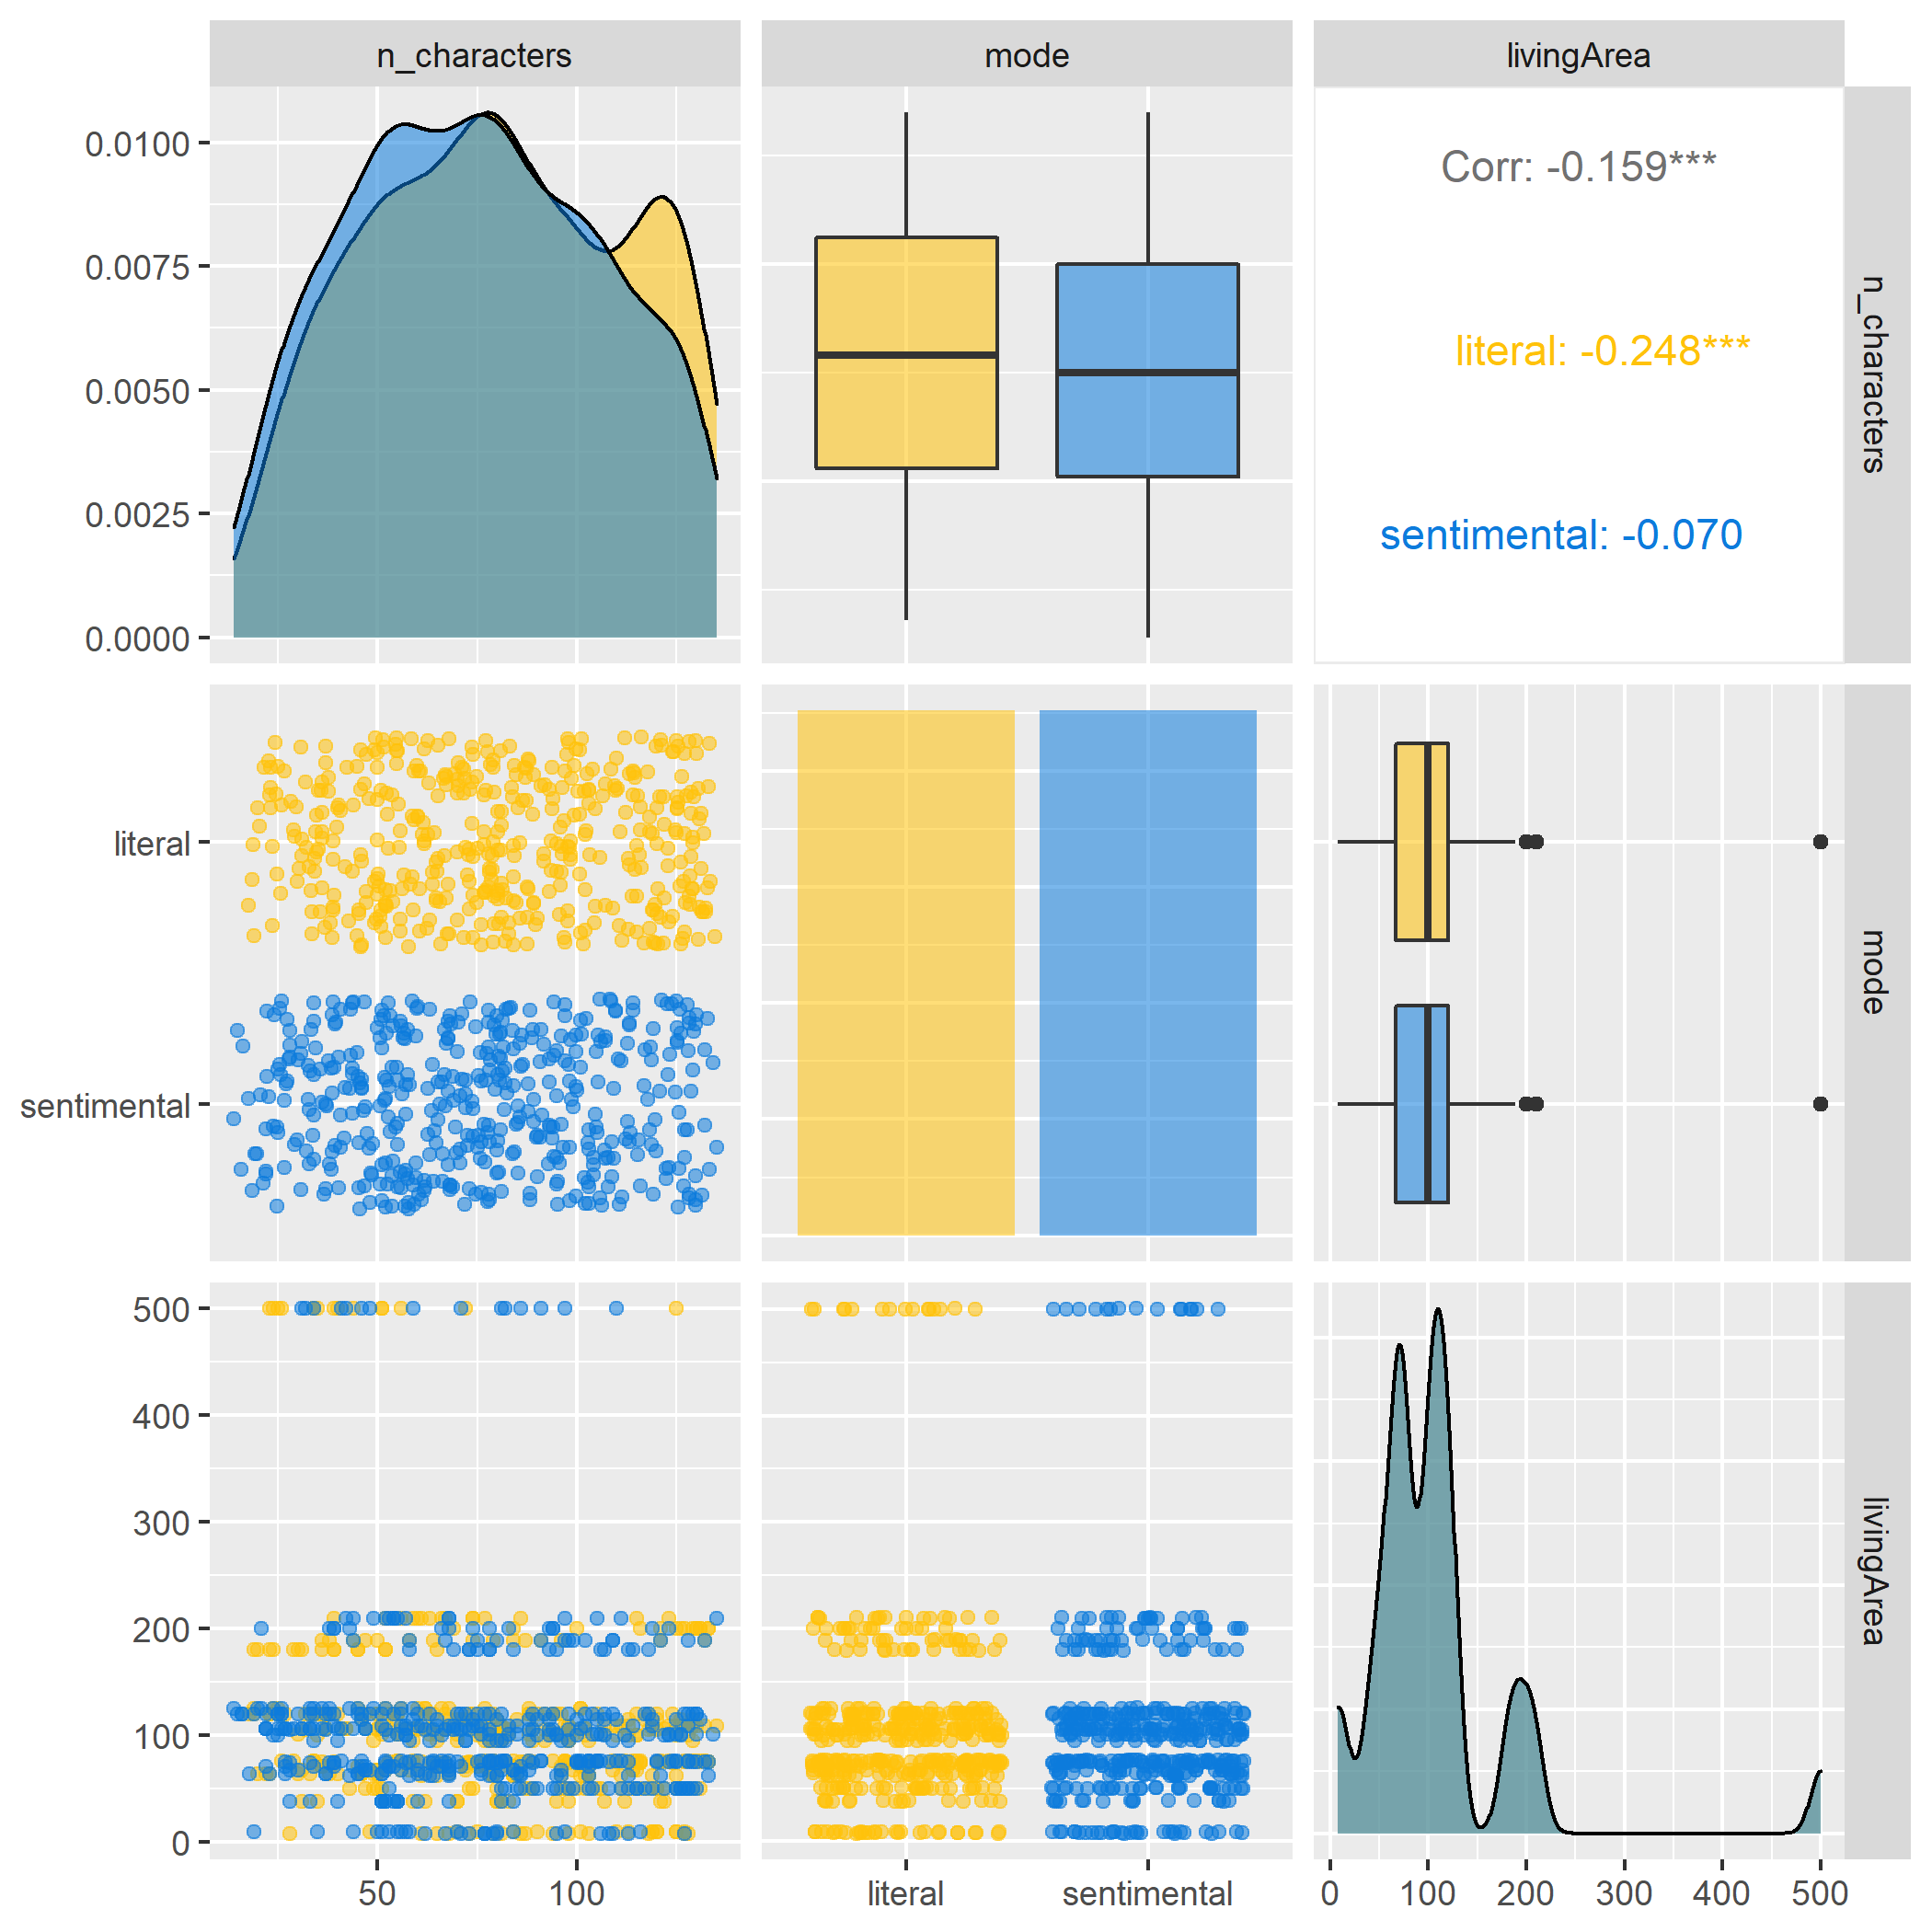 n_characters mode livingArea
0.0100
0.0075
0.0050
0.0025
0.0000
Corr: -0.159***
literal: -0.248***
sentimental: -0.070
n_characters
literal
sentimental
mode
500
400
300
200
100
0
livingArea
50 100 literal sentimental 0 100 200 300 400 500